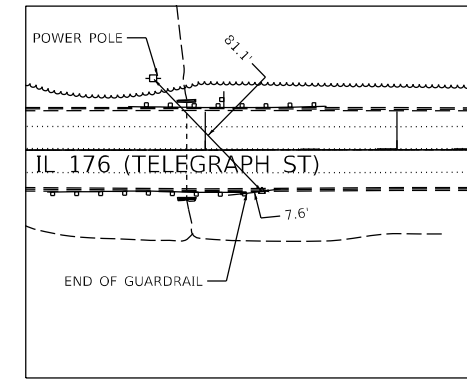 POWER POLE
81.1'
IL 176 (TELEGRAPH ST)
7.6'
END OF GUARDRAIL